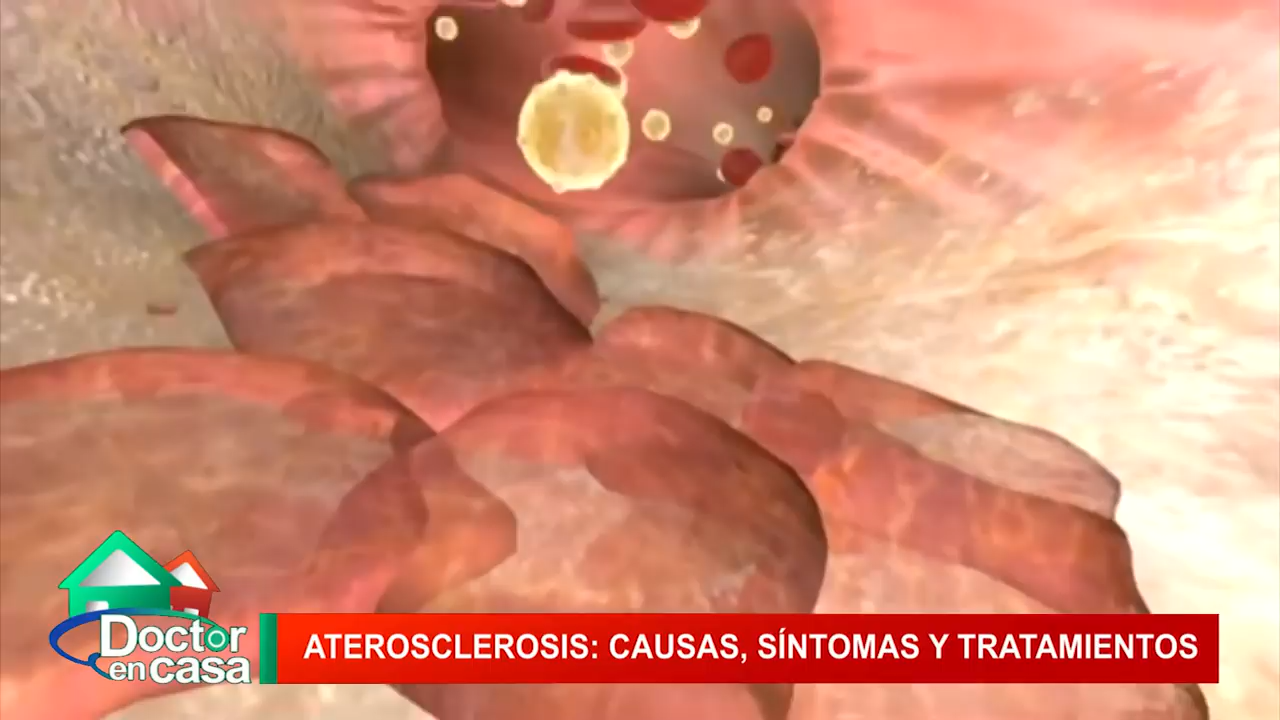 Doctor
en casa
ATEROSCLEROSIS: CAUSAS, SÍNTOMAS Y TRATAMIENTOS